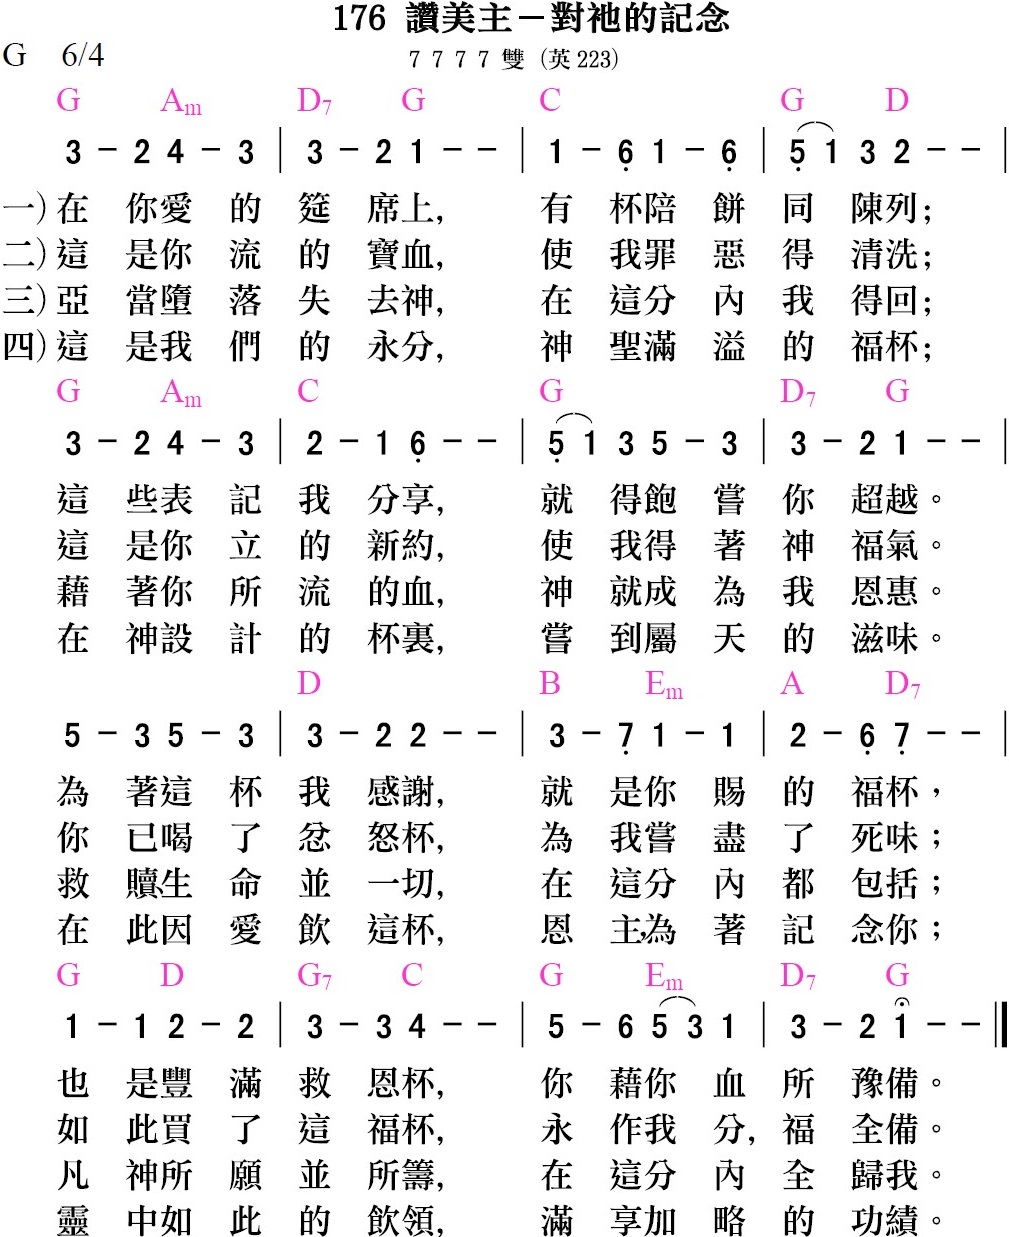 176 讚美主－對祂的記念
G 6/4 7 7 7 7 雙 (英 223)
G Am D7 G C G D
3 - 2 4 - 3 | 3 - 2 1 - - | 1 - 6̣ 1 - 6̣ | 5̣ 1 3 2 - - |
一) 在你愛的筵席上, 有杯陪餅同陳列;
二) 這是你流的寶血, 使我罪惡得清洗;
三) 亞當墮落失去神, 在這分內我得回;
四) 這是我們的永分, 神聖滿溢的福杯;
G Am C G D7 G
3 - 2 4 - 3 | 2 - 1 6̣ - - | 5̣ 1 3 5 - 3 | 3 - 2 1 - - |
這些表記我分享, 就得飽嘗你超越。
這是你立的新約, 使我得著神福氣。
藉著你所流的血, 神就成為我恩惠。
在神設計的杯裏, 嘗到屬天的滋味。
D B Em A D7
5 - 3 5 - 3 | 3 - 2 2 - - | 3 - 7̣ 1 - 1 | 2 - 6̣ 7̣ - - |
為著這杯我感謝, 就是你賜的福杯，
你已喝了忿怒杯, 為我嘗盡了死味；
救贖、生命並一切, 在這分內都包括；
在此因愛飲這杯, 恩主,為著記念你；
G D G7 C G Em D7 G
1 - 1 2 - 2 | 3 - 3 4 - - | 5 - 6 5 3 1 | 3 - 2 1 - - ‖
也是豐滿救恩杯, 你藉你血所豫備。
如此買了這福杯, 永作我分, 福全備。
凡神所願並所籌, 在這分內全歸我。
靈中如此的飲領, 滿享加略的功績。